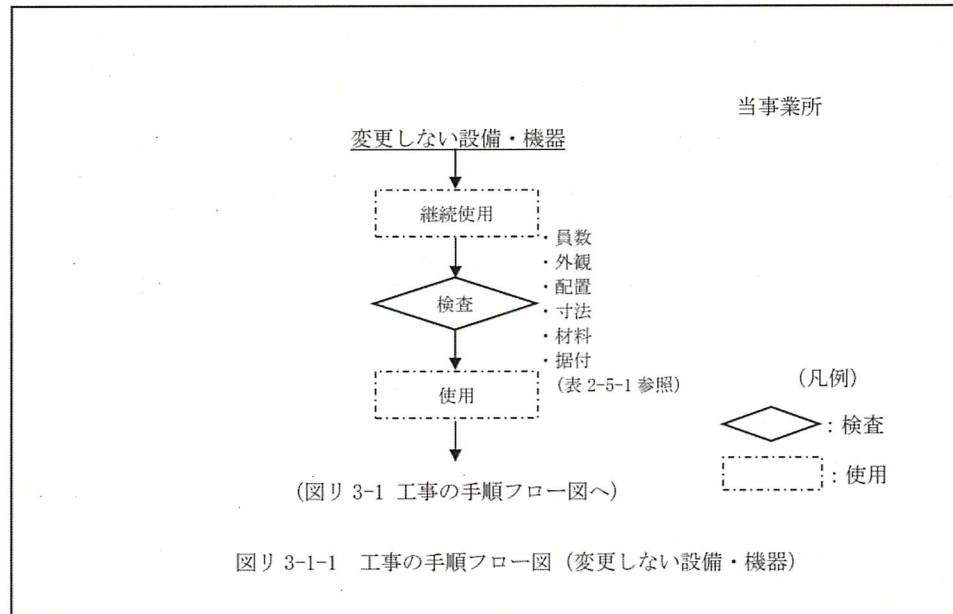 当事業所
変更しない設備・機器
継続使用
・員数
・外観
・配置
・寸法
・材料
・据付
(表 2-5-1 参照)
検査
使用
(凡例)
：検査
：使用
(図リ 3-1 工事の手順フロー図へ)
図リ 3-1-1　工事の手順フロー図（変更しない設備・機器）